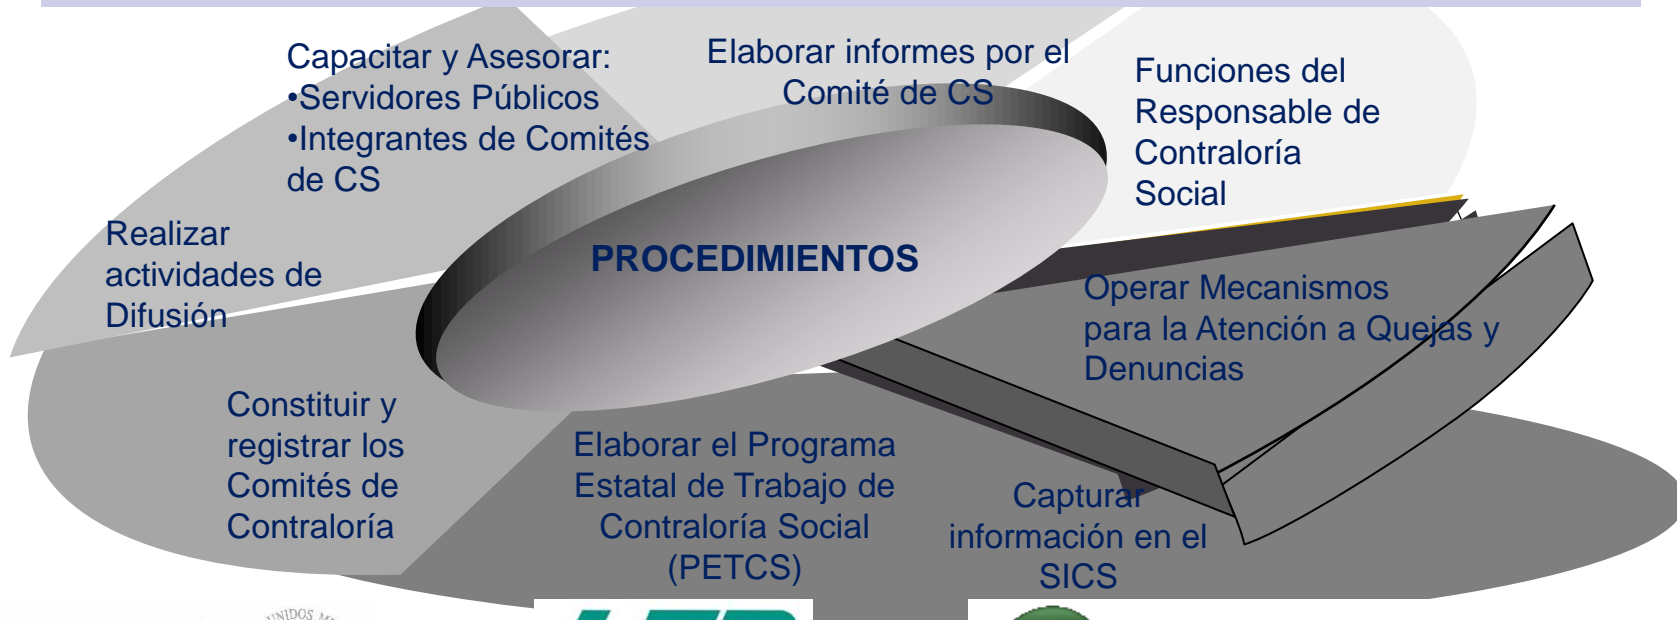 Capacitar y Asesorar:
•Servidores Públicos
•Integrantes de Comités
de CS
Elaborar informes por el
Comité de CS
Funciones del
Responsable de
Contraloría
Social
Realizar
actividades de
Difusión
PROCEDIMIENTOS
Operar Mecanismos
para la Atención a Quejas y
Denuncias
Constituir y
registrar los
Comités de
Contraloría
Elaborar el Programa
Estatal de Trabajo de
Contraloría Social
(PETCS)
Capturar
información en el
SICS
UNIDOS